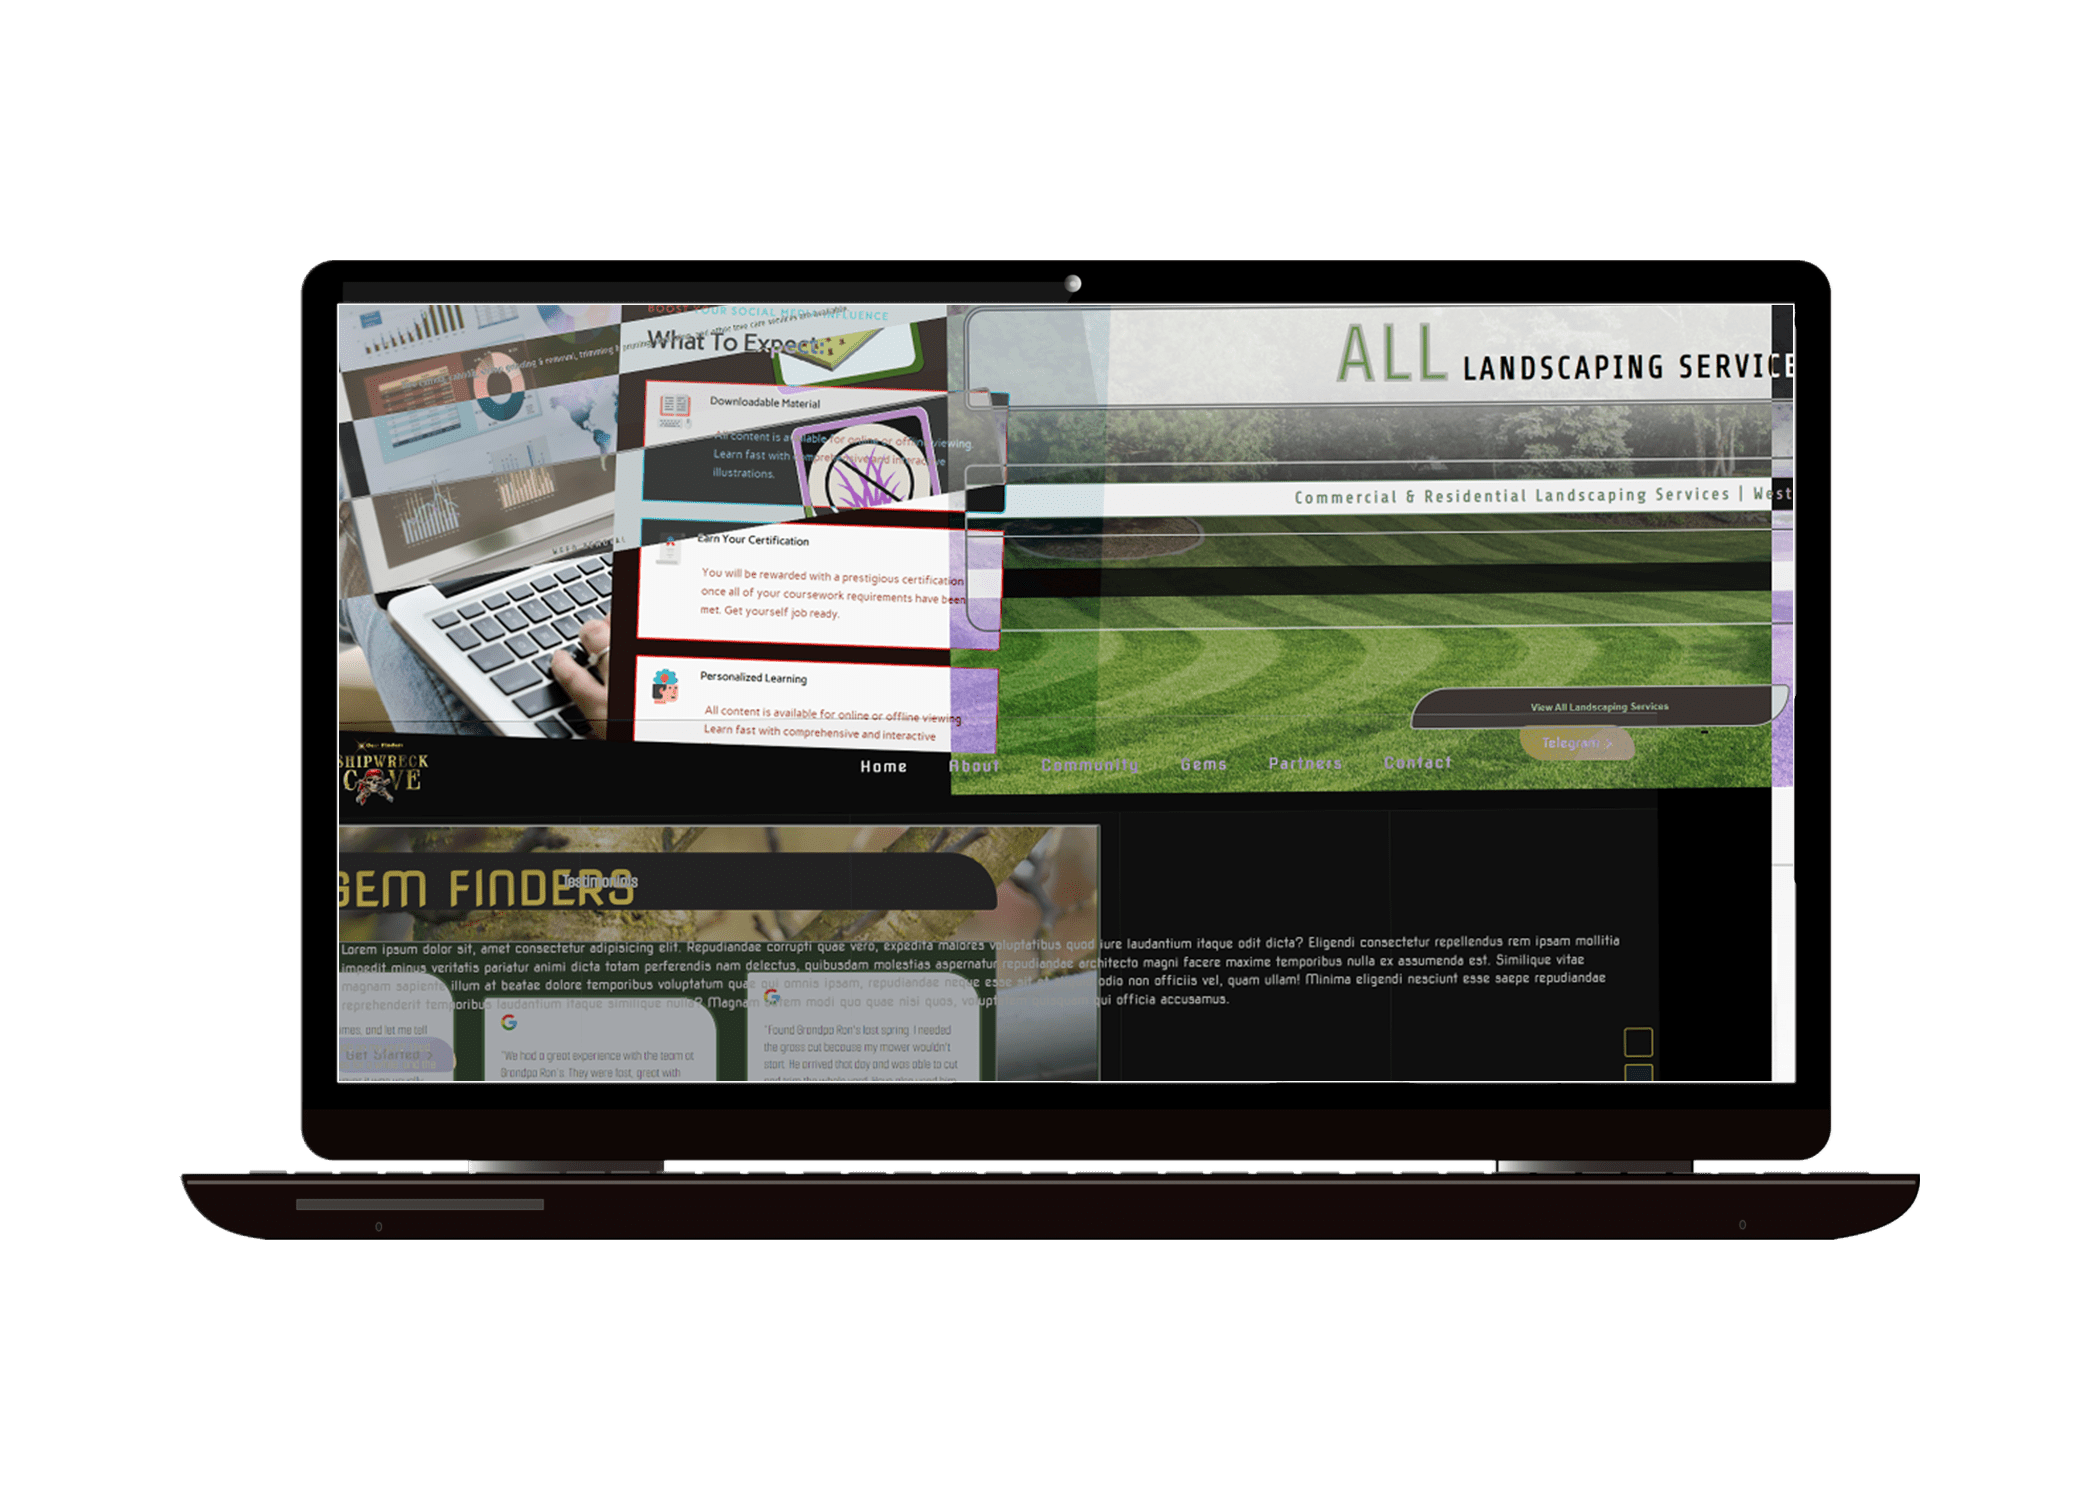 BOOST YOUR SOCIAL MEDIA INFLUENCE
What To Expect:
Downloadable Material
All content is available for online or offline viewing.
Learn fast with comprehensive and interactive
illustrations.
Earn Your Certification
You will be rewarded with a prestigious certification
once all of your coursework requirements have been
met. Get yourself job ready.
Personalized Learning
All content is available for online or offline viewing
Learn fast with comprehensive and interactive
ALL LANDSCAPING SERVICE
Commercial & Residential Landscaping Services | West
View All Landscaping Services
Telegram
SHIPWRECK
COVE
Home About Community Gems Partners Contact
GEM FINDERS
Testimonials
Lorem ipsum dolor sit, amet consectetur adipisicing elit. Repudiandae corrupti quae vero, expedita maiores voluptatibus quod iure laudantium itaque odit dicta? Eligendi consectetur repellendus rem ipsam mollitia
impedit minus veritatis pariatur animi dicta totam perferendis nam delectus, quibusdam molestias aspernatur repudiandae architecto magni facere maxime temporibus nulla ex assumenda est. Similique vitae
magnam sapiente illum at beatae dolore temporibus voluptatum quae qui omnis ipsam, repudiandae neque esse sit odio non officiis vel, quam ullam! Minima eligendi nesciunt esse saepe repudiandae
reprehenderit temporibus laudantium itaque similique nulla? Magnam autem modi quo quae nisi quos, voluptatem quisquam qui officia accusamus.
mes, and let me tell
Get Started
"We had a great experience with the team at
Grandpa Ron's. They were fast, great with
"Found Grandpa Ron's last spring. I needed
the grass cut because my mower wouldn't
start. He arrived that day and was able to cut